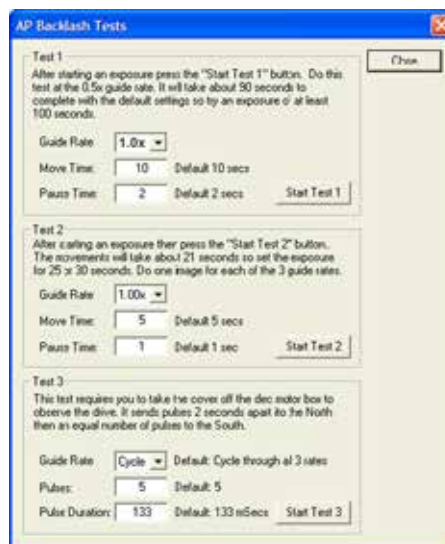 AP Backlash Tests
Close
Test 1
After starting an exposure press the "Start Test 1" button. Do this
test at the 0.5x guide rate. It will take about 90 seconds to
complete with the default settings so try an exposure of at least
100 seconds.
Guide Rate 1.0x
Move Time: 10 Default 10 secs
Pause Time: 2 Default 2 secs Start Test 1
Test 2
After starting an exposure then press the "Start Test 2" button.
The movements will take about 21 seconds so set the exposure
for 25 or 30 seconds. Do one image for each of the 3 guide rates.
Guide Rate 1.00x
Move Time: 5 Default 5 secs
Pause Time: 1 Default 1 sec Start Test 2
Test 3
This test requires you to take the cover off the dec motor box to
observe the drive. It sends pulses 2 seconds apart to the North
then an equal number of pulses to the South.
Guide Rate Cycle Default: Cycle through all 3 rates
Pulses: 5 Default: 5
Pulse Duration: 133 Default: 133 mSecs Start Test 3